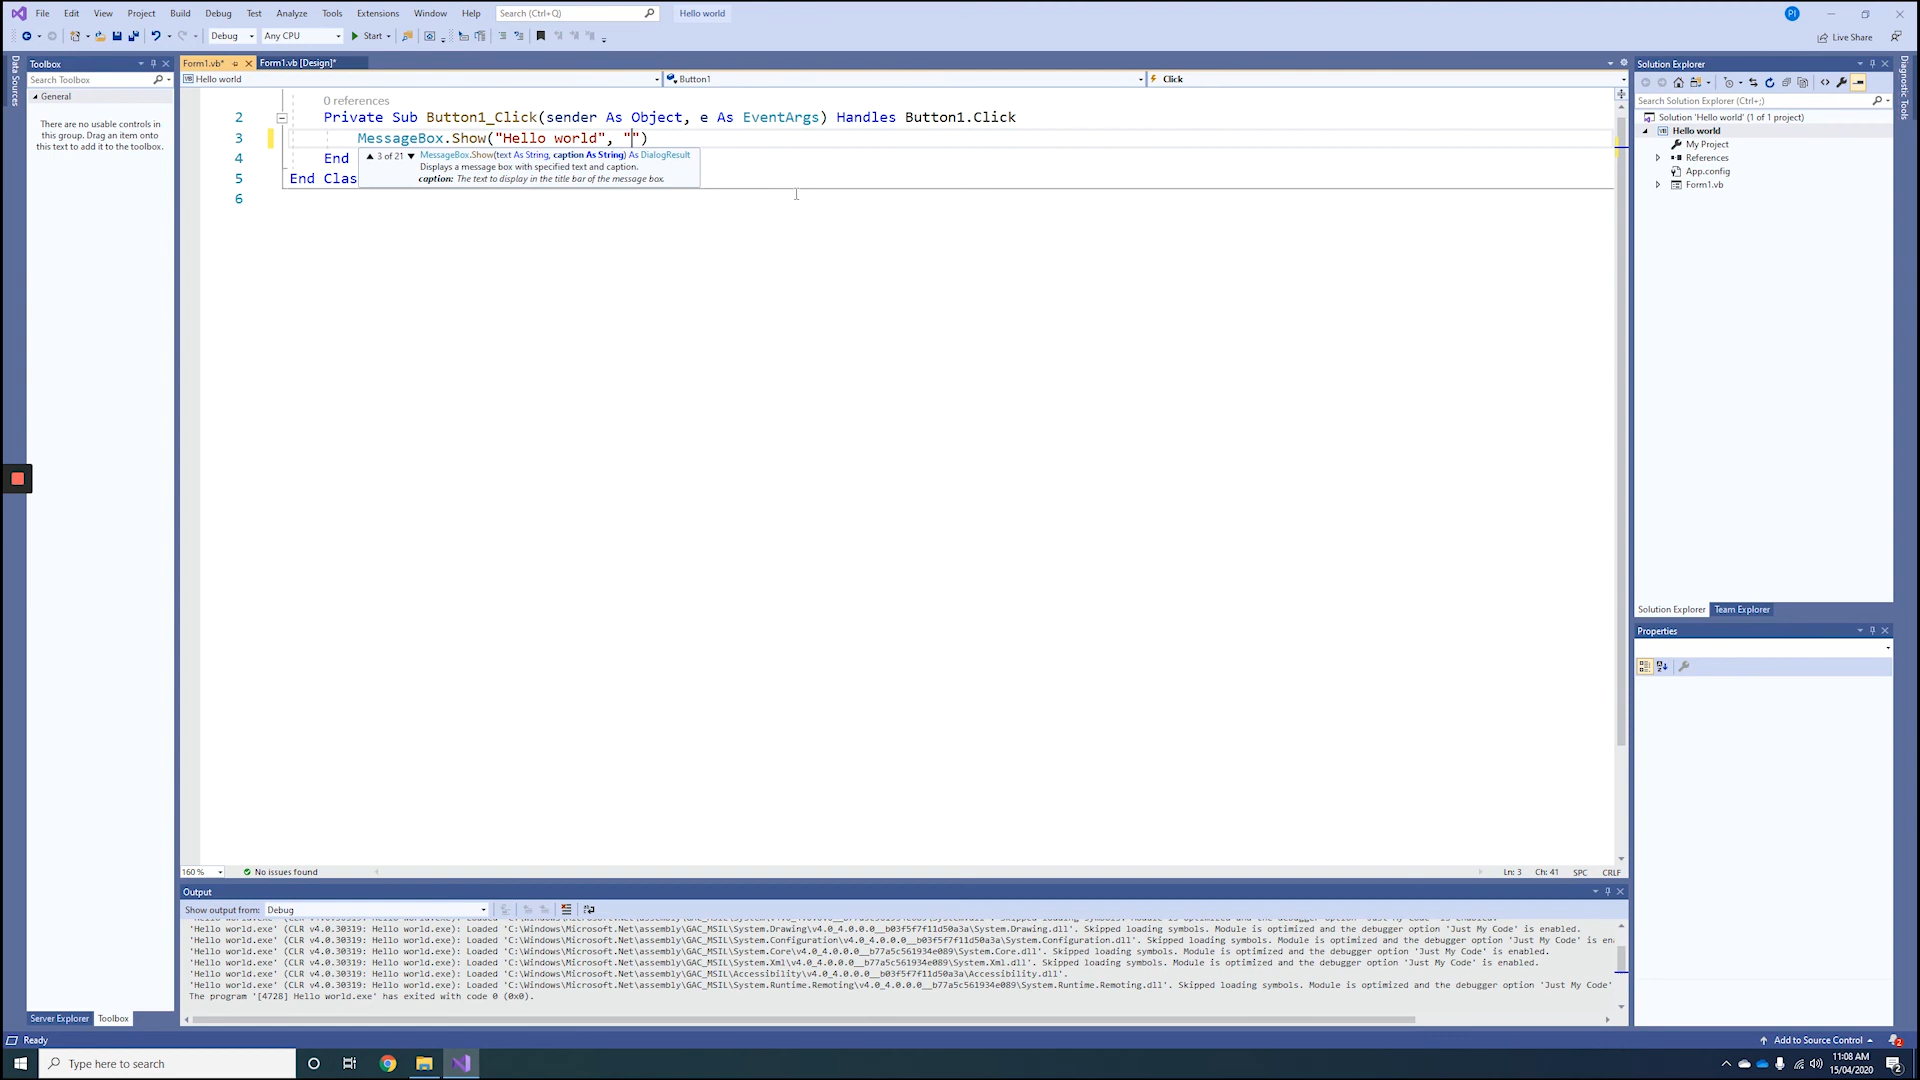 File Edit View Project Build Debug Test Analyze Tools Extensions Window Help Search (Ctrl+Q) Hello world PI
Debug Any CPU Start Live Share
Data Sources
Toolbox
Search Toolbox
General
There are no usable controls in
this group. Drag an item onto
this text to add it to the toolbox.
Server Explorer Toolbox
Form1.vb* Form1.vb [Design]*
Hello world Button1 Click
0 references
2 Private Sub Button1_Click(sender As Object, e As EventArgs) Handles Button1.Click
3 MessageBox.Show("Hello world", "")
4 End
5 End Clas
6
3 of 21 MessageBox.Show(text As String, caption As String) As DialogResult
Displays a message box with specified text and caption.
caption: The text to display in the title bar of the message box.
160 % No issues found Ln: 3 Ch: 41 SPC CRLF
Output
Show output from: Debug
'Hello world.exe' (CLR v4.0.30319: Hello world.exe): Loaded 'C:\Windows\Microsoft.Net\assembly\GAC_MSIL\System.Drawing\v4.0_4.0.0.0__b03f5f7f11d50a3a\System.Drawing.dll'. Skipped loading symbols. Module is optimized and the debugger option 'Just My Code' is enabled.
'Hello world.exe' (CLR v4.0.30319: Hello world.exe): Loaded 'C:\Windows\Microsoft.Net\assembly\GAC_MSIL\System.Configuration\v4.0_4.0.0.0__b03f5f7f11d50a3a\System.Configuration.dll'. Skipped loading symbols. Module is optimized and the debugger option 'Just My Code' is en
'Hello world.exe' (CLR v4.0.30319: Hello world.exe): Loaded 'C:\Windows\Microsoft.Net\assembly\GAC_MSIL\System.Core\v4.0_4.0.0.0__b77a5c561934e089\System.Core.dll'. Skipped loading symbols. Module is optimized and the debugger option 'Just My Code' is enabled.
'Hello world.exe' (CLR v4.0.30319: Hello world.exe): Loaded 'C:\Windows\Microsoft.Net\assembly\GAC_MSIL\System.Xml\v4.0_4.0.0.0__b77a5c561934e089\System.Xml.dll'. Skipped loading symbols. Module is optimized and the debugger option 'Just My Code' is enabled.
'Hello world.exe' (CLR v4.0.30319: Hello world.exe): Loaded 'C:\Windows\Microsoft.Net\assembly\GAC_MSIL\Accessibility\v4.0_4.0.0.0__b03f5f7f11d50a3a\Accessibility.dll'.
'Hello world.exe' (CLR v4.0.30319: Hello world.exe): Loaded 'C:\Windows\Microsoft.Net\assembly\GAC_MSIL\System.Runtime.Remoting\v4.0_4.0.0.0__b77a5c561934e089\System.Runtime.Remoting.dll'. Skipped loading symbols. Module is optimized and the debugger option 'Just My Code'
The program '[4728] Hello world.exe' has exited with code 0 (0x0).
Solution Explorer
Search Solution Explorer (Ctrl+;)
Solution 'Hello world' (1 of 1 project)
Hello world
My Project
References
App.config
Form1.vb
Solution Explorer Team Explorer
Properties
Diagnostic Tools
Ready Add to Source Control 2
Type here to search
11:08 AM
15/04/2020
2